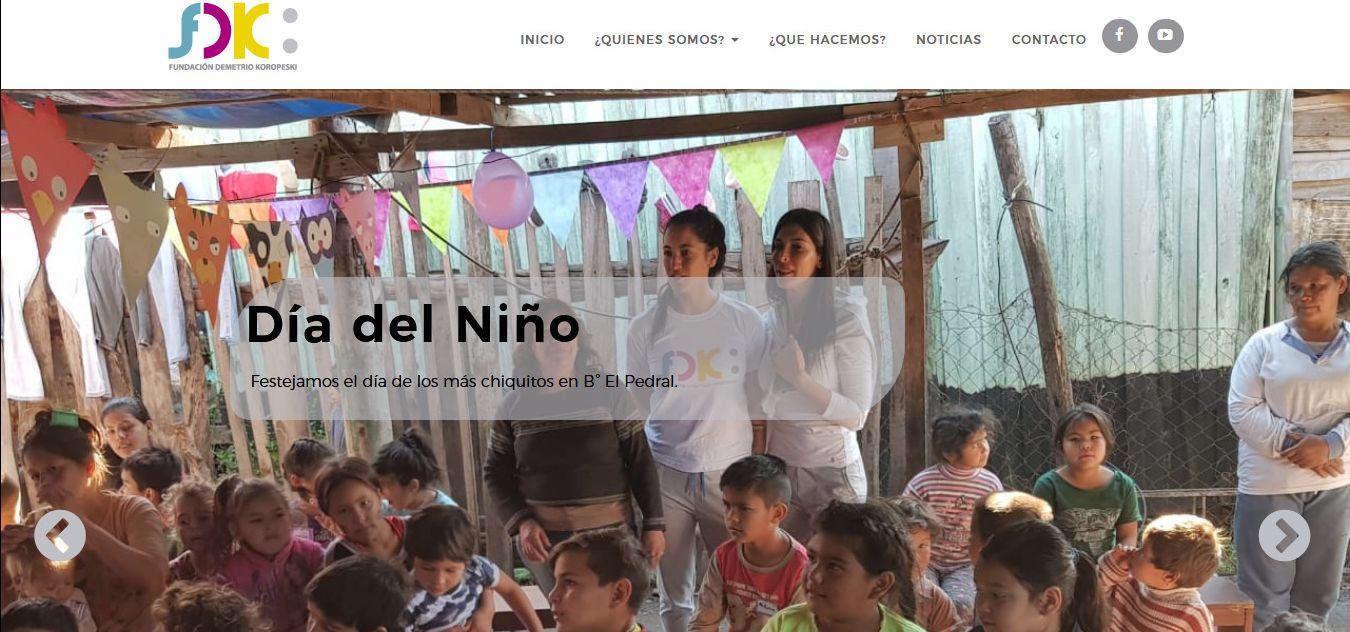 FDK:
FUNDACIÓN DEMETRIO KOROPESKI
INICIO
¿QUIENES SOMOS?
¿QUE HACEMOS?
NOTICIAS
CONTACTO
Día del Niño
Festejamos el día de los más chiquitos en B° El Pedral.
DK: